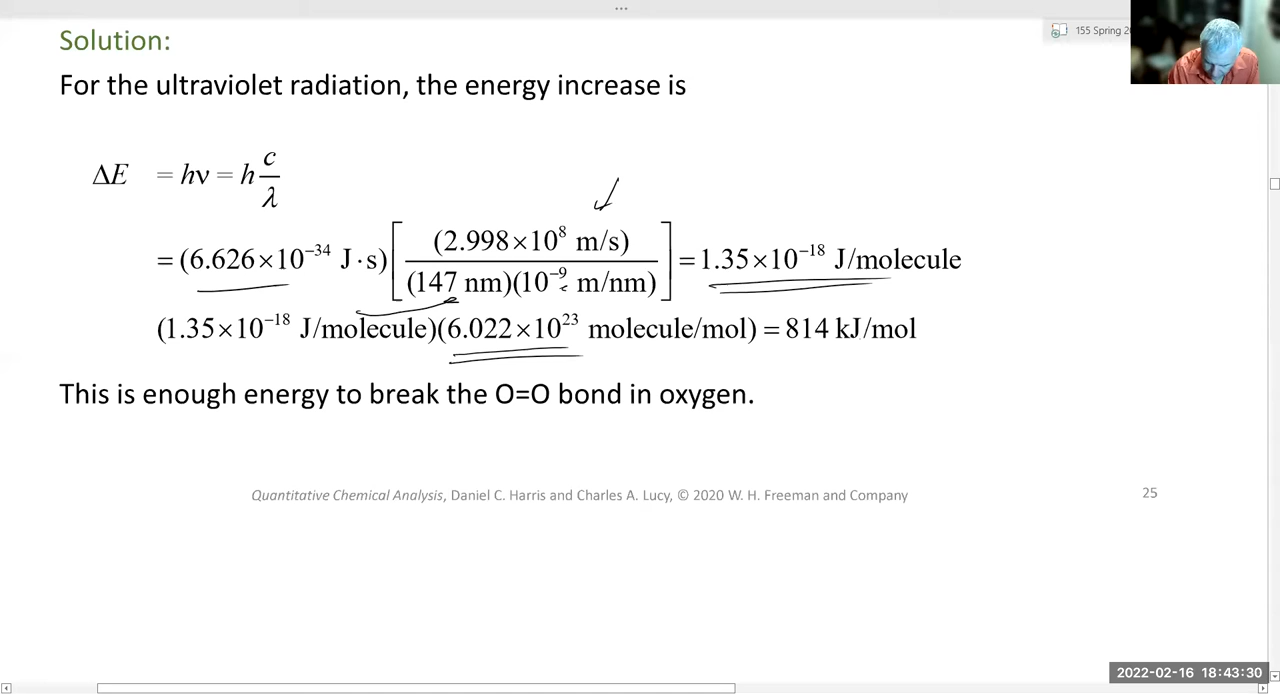 Solution:
155 Spring 20
For the ultraviolet radiation, the energy increase is
ΔE = hν = h c/λ
= (6.626×10⁻³⁴ J·s)[(2.998×10⁸ m/s)/(147 nm)(10⁻⁹ m/nm)] = 1.35×10⁻¹⁸ J/molecule
(1.35×10⁻¹⁸ J/molecule)(6.022×10²³ molecule/mol) = 814 kJ/mol
This is enough energy to break the O=O bond in oxygen.
Quantitative Chemical Analysis, Daniel C. Harris and Charles A. Lucy, © 2020 W. H. Freeman and Company
25
2022-02-16 18:43:30